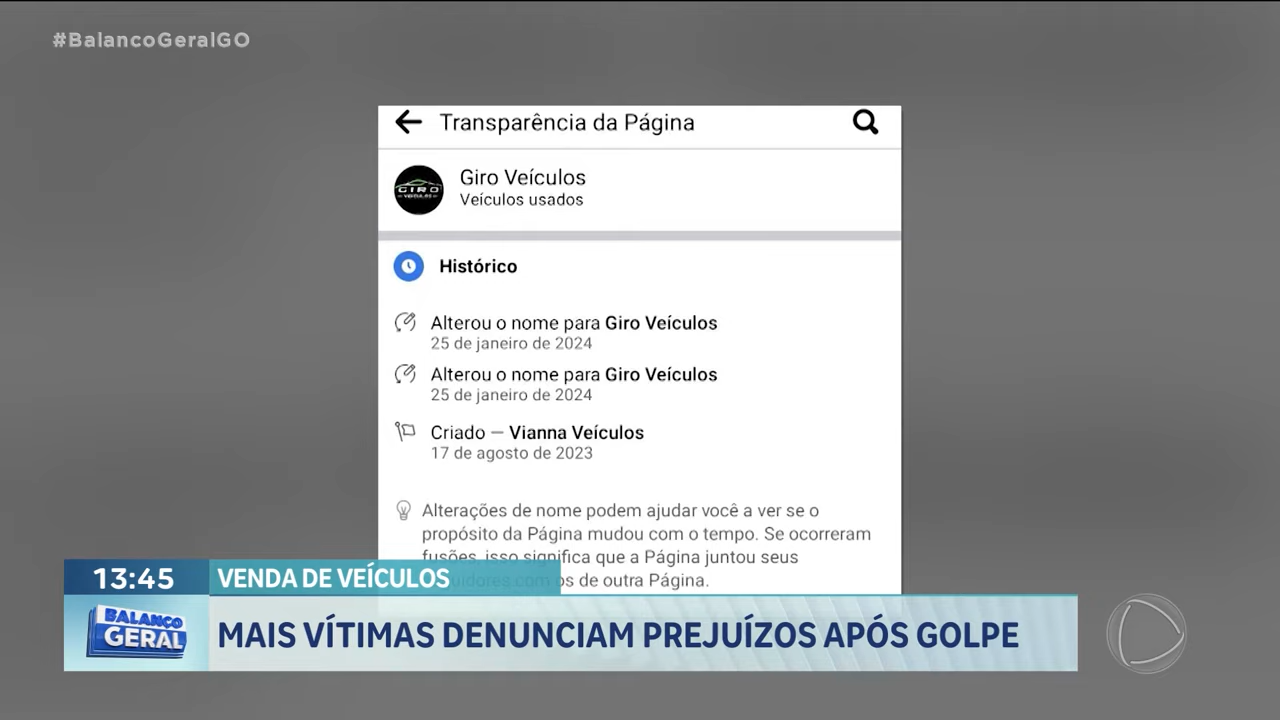 #BalancoGeralGO
Transparência da Página
GIRO
VEÍCULOS
Giro Veículos
Veículos usados
Histórico
Alterou o nome para Giro Veículos
25 de janeiro de 2024
Alterou o nome para Giro Veículos
25 de janeiro de 2024
Criado — Vianna Veículos
17 de agosto de 2023
Alterações de nome podem ajudar você a ver se o
propósito da Página mudou com o tempo. Se ocorreram
fusões, isso significa que a Página juntou seus
seguidores com os de outra Página.
13:45
VENDA DE VEÍCULOS
BALANÇO
GERAL
MAIS VÍTIMAS DENUNCIAM PREJUÍZOS APÓS GOLPE